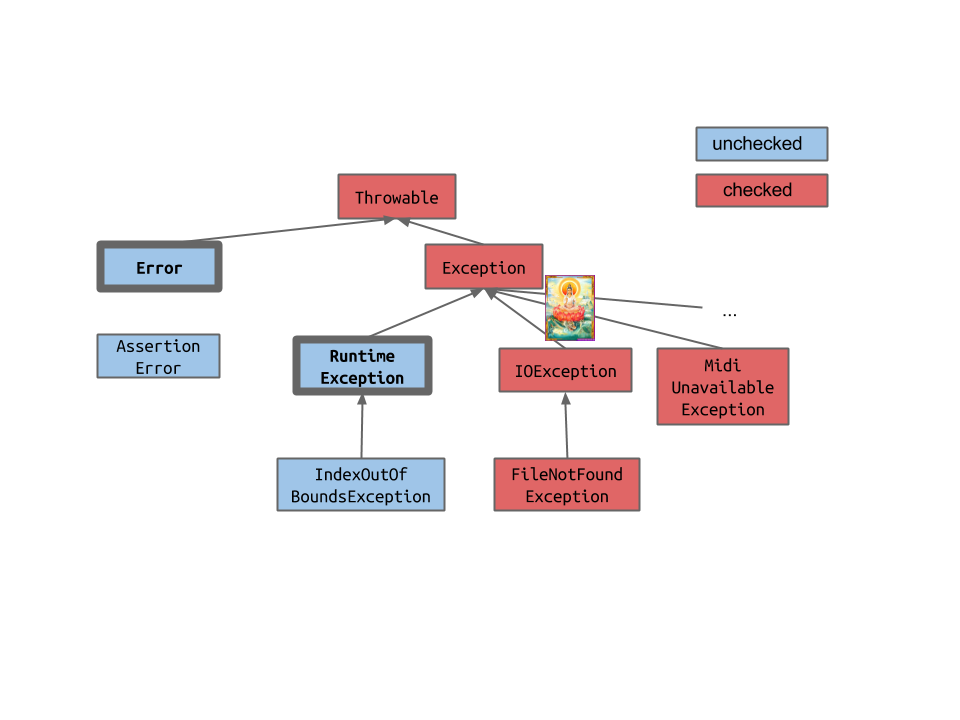 unchecked
checked
Throwable
Error
Exception
...
Assertion
Error
Runtime
Exception
IOException
Midi
Unavailable
Exception
IndexOutOf
BoundsException
FileNotFound
Exception